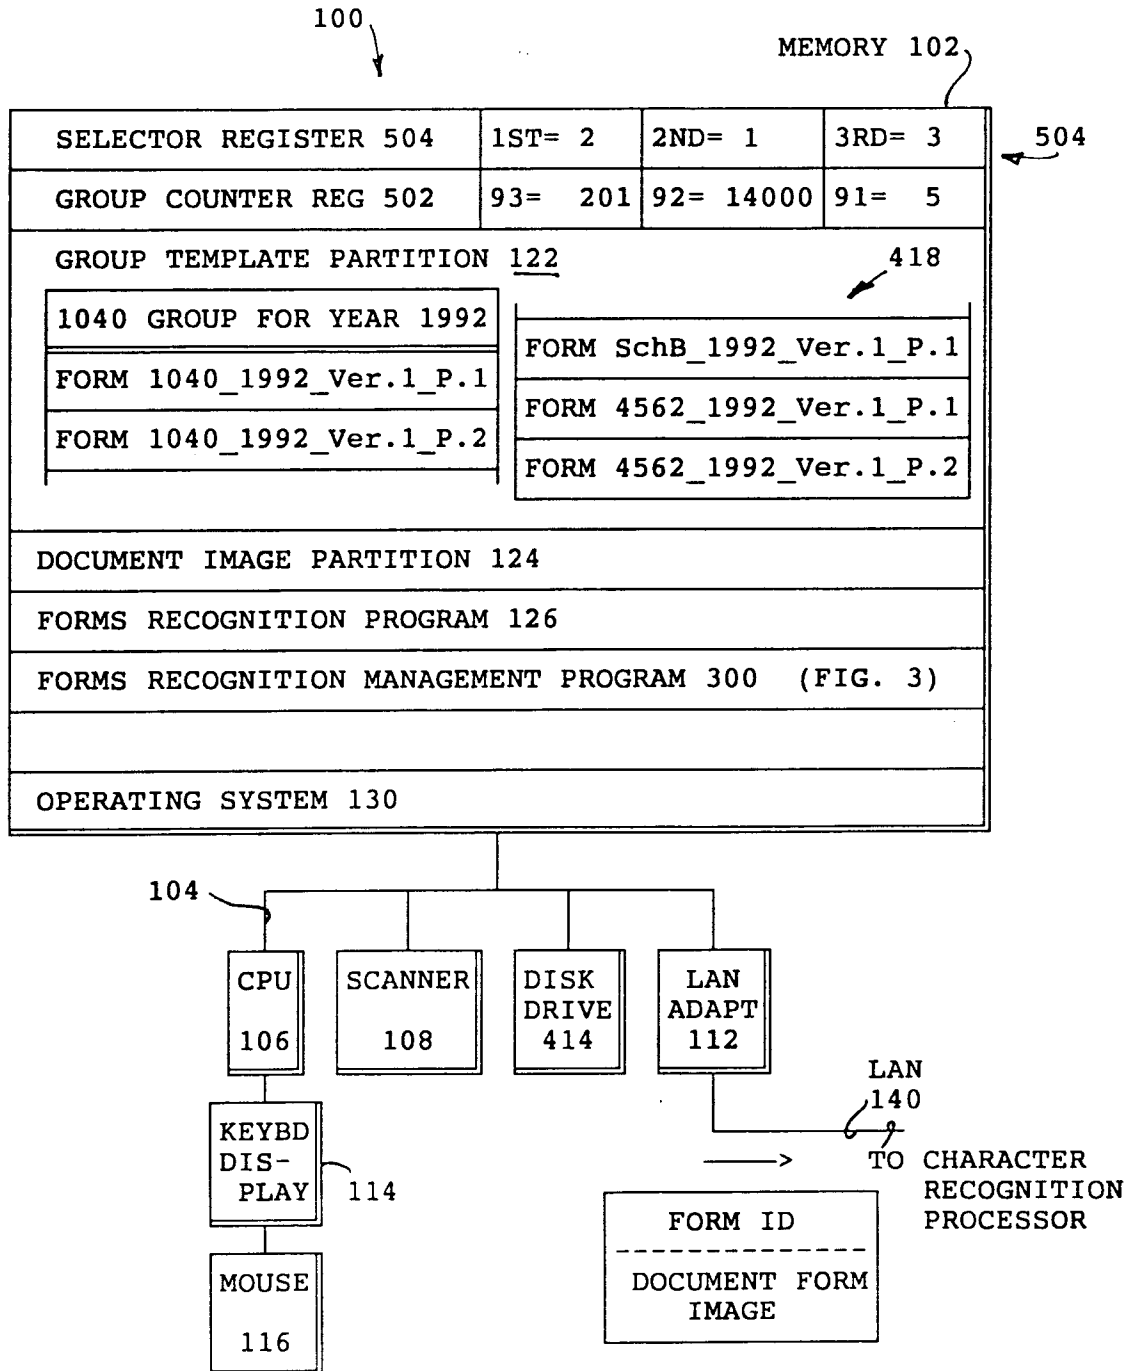 100
MEMORY 102
SELECTOR REGISTER 504 1ST= 2 2ND= 1 3RD= 3
504
GROUP COUNTER REG 502 93= 201 92= 14000 91= 5
GROUP TEMPLATE PARTITION 122
418
1040 GROUP FOR YEAR 1992
FORM 1040_1992_Ver.1_P.1
FORM 1040_1992_Ver.1_P.2
FORM SchB_1992_Ver.1_P.1
FORM 4562_1992_Ver.1_P.1
FORM 4562_1992_Ver.1_P.2
DOCUMENT IMAGE PARTITION 124
FORMS RECOGNITION PROGRAM 126
FORMS RECOGNITION MANAGEMENT PROGRAM 300 (FIG. 3)
OPERATING SYSTEM 130
104
CPU
106
SCANNER
108
DISK
DRIVE
414
LAN
ADAPT
112
LAN
140
TO CHARACTER
RECOGNITION
PROCESSOR
KEYBD
DIS-
PLAY
114
MOUSE
116
FORM ID
DOCUMENT FORM
IMAGE